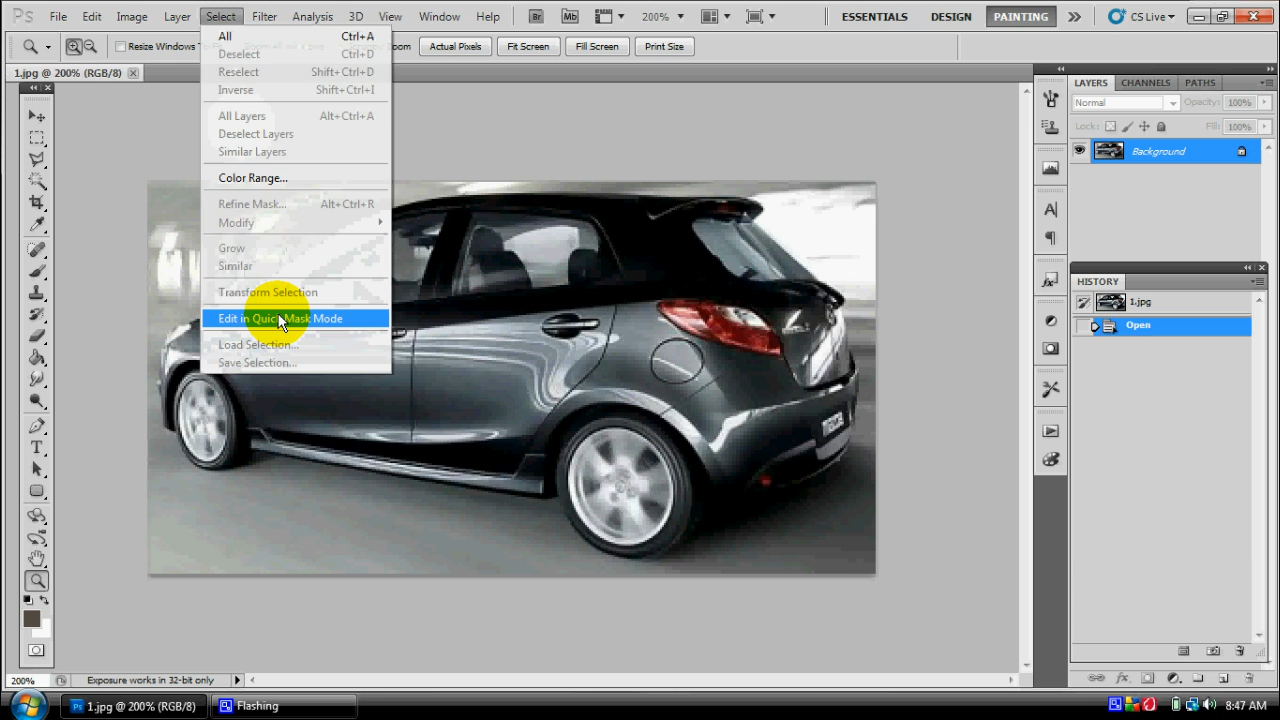 Ps File Edit Image Layer Select Filter Analysis 3D View Window Help Br Mb 200% ESSENTIALS DESIGN PAINTING CS Live
Resize Windows To Zoom Actual Pixels Fit Screen Fill Screen Print Size
1.jpg @ 200% (RGB/8)
All Ctrl+A
Deselect Ctrl+D
Reselect Shift+Ctrl+D
Inverse Shift+Ctrl+I
All Layers Alt+Ctrl+A
Deselect Layers
Similar Layers
Color Range...
Refine Mask... Alt+Ctrl+R
Modify
Grow
Similar
Transform Selection
Edit in Quick Mask Mode
Load Selection...
Save Selection...
LAYERS CHANNELS PATHS
Normal Opacity: 100%
Lock: Fill: 100%
Background
HISTORY
1.jpg
Open
200% Exposure works in 32-bit only
1.jpg @ 200% (RGB/8) Flashing 8:47 AM